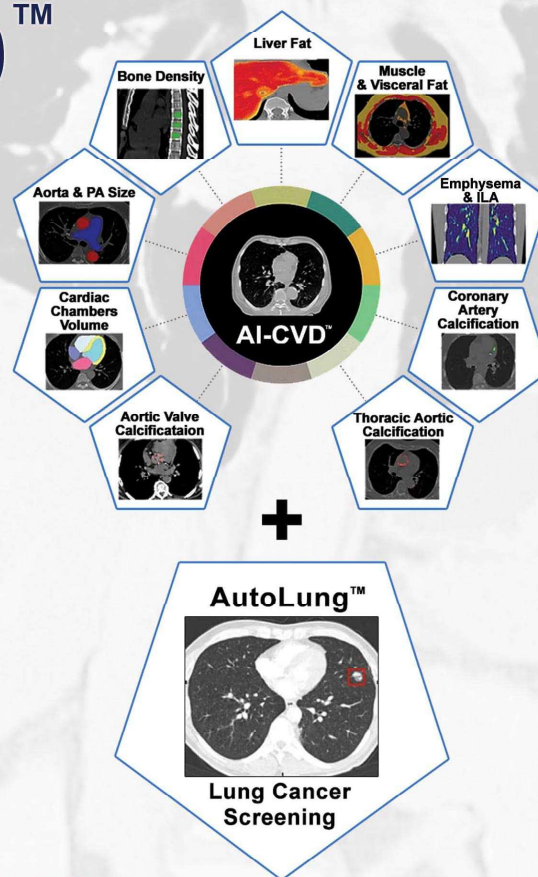 TM
Liver Fat
Bone Density
Muscle
& Visceral Fat
Aorta & PA Size
Emphysema
& ILA
Cardiac
Chambers
Volume
Coronary
Artery
Calcification
AI-CVD™
Aortic Valve
Calcificataion
Thoracic Aortic
Calcification
+
AutoLung™
Lung Cancer
Screening